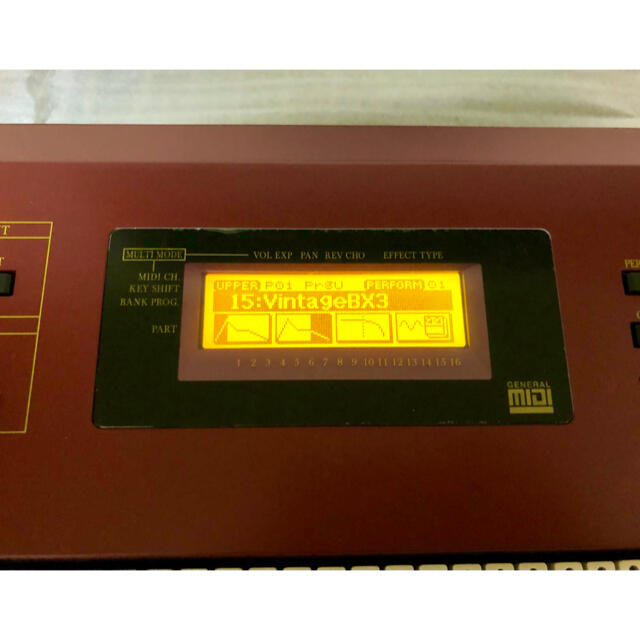 MULTI MODE VOL EXP PAN REV CHO EFFECT TYPE
MIDI CH.
KEY SHIFT
BANK PROG.
PART
UPPER P01 PrgU PERFORM 01
15:VintageBX3
1 2 3 4 5 6 7 8 9 10 11 12 13 14 15 16
GENERAL
MIDI